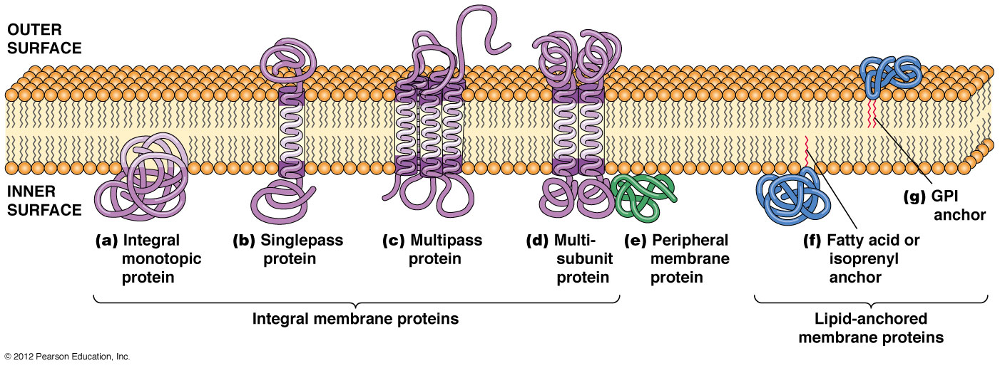 OUTER
SURFACE
INNER
SURFACE
(a) Integral
monotopic
protein
(b) Singlepass
protein
(c) Multipass
protein
(d) Multi-
subunit
protein
(e) Peripheral
membrane
protein
(f) Fatty acid or
isoprenyl
anchor
(g) GPI
anchor
Integral membrane proteins
Lipid-anchored
membrane proteins
© 2012 Pearson Education, Inc.